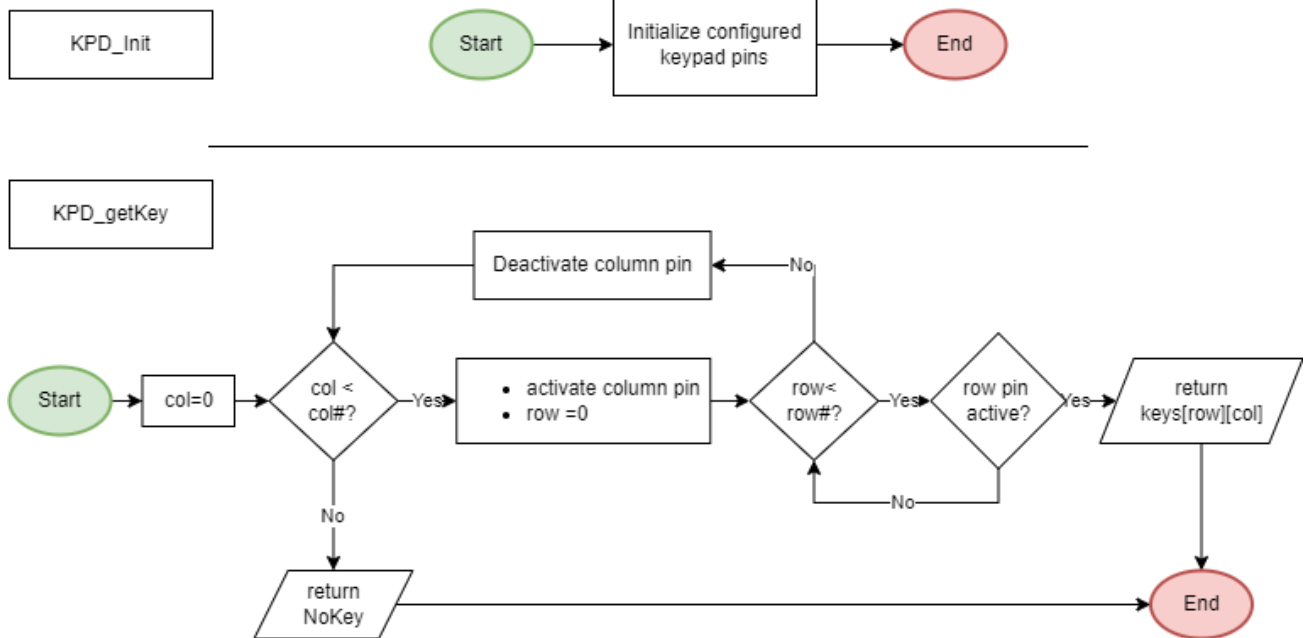 KPD_Init
Start
Initialize configured
keypad pins
End
KPD_getKey
Deactivate column pin
No
Start
col=0
col <
col#?
Yes
• activate column pin
• row =0
row<
row#?
Yes
row pin
active?
Yes
return
keys[row][col]
No
No
return
NoKey
End